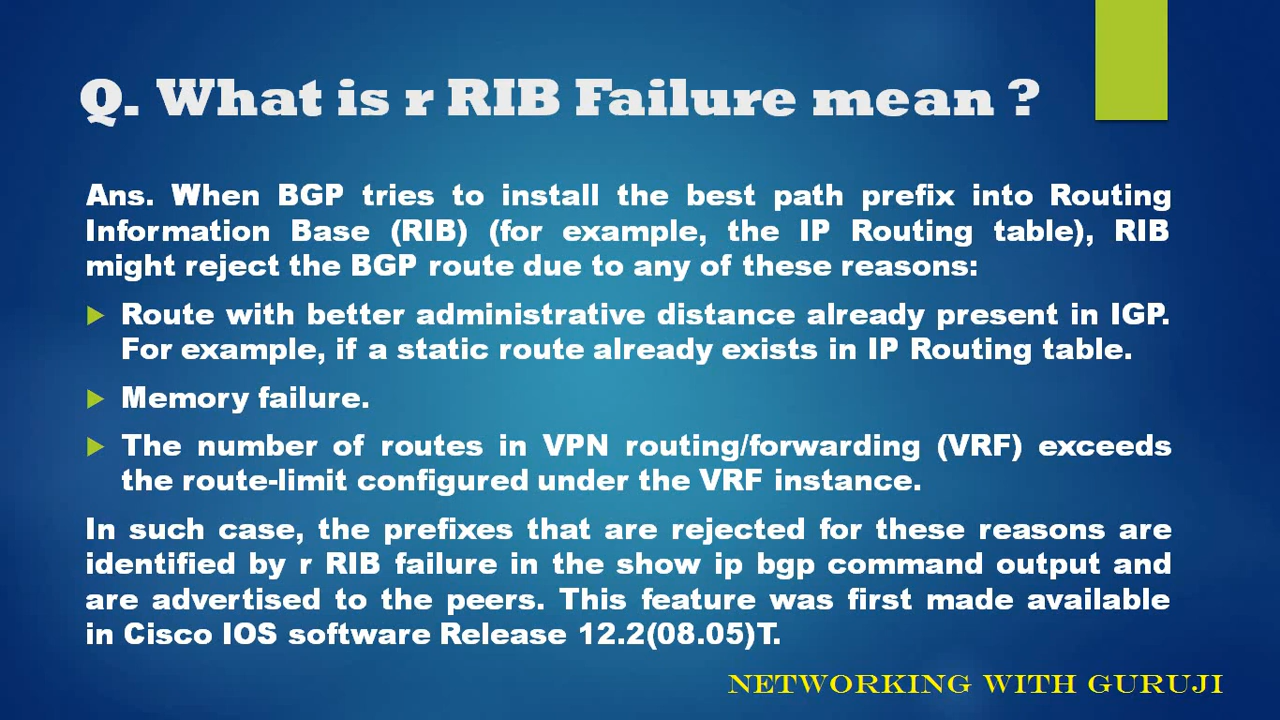 Q. What is r RIB Failure mean ?
Ans. When BGP tries to install the best path prefix into Routing
Information Base (RIB) (for example, the IP Routing table), RIB
might reject the BGP route due to any of these reasons:
Route with better administrative distance already present in IGP.
For example, if a static route already exists in IP Routing table.
Memory failure.
The number of routes in VPN routing/forwarding (VRF) exceeds
the route-limit configured under the VRF instance.
In such case, the prefixes that are rejected for these reasons are
identified by r RIB failure in the show ip bgp command output and
are advertised to the peers. This feature was first made available
in Cisco IOS software Release 12.2(08.05)T.
NETWORKING WITH GURUJI